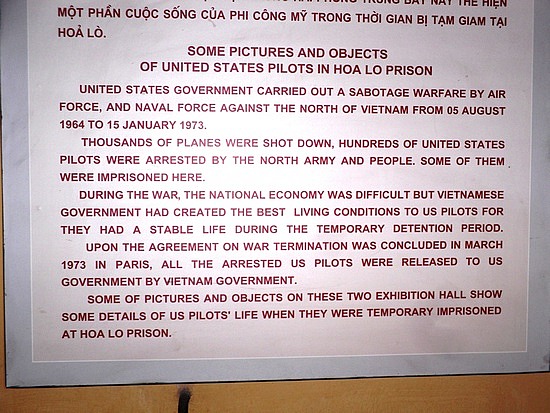 MỘT PHẦN CUỘC SỐNG CỦA PHI CÔNG MỸ TRONG THỜI GIAN BỊ TẠM GIAM TẠI
HOẢ LÒ.
SOME PICTURES AND OBJECTS
OF UNITED STATES PILOTS IN HOA LO PRISON
UNITED STATES GOVERNMENT CARRIED OUT A SABOTAGE WARFARE BY AIR
FORCE, AND NAVAL FORCE AGAINST THE NORTH OF VIETNAM FROM 05 AUGUST
1964 TO 15 JANUARY 1973.
THOUSANDS OF PLANES WERE SHOT DOWN, HUNDREDS OF UNITED STATES
PILOTS WERE ARRESTED BY THE NORTH ARMY AND PEOPLE. SOME OF THEM
WERE IMPRISONED HERE.
DURING THE WAR, THE NATIONAL ECONOMY WAS DIFFICULT BUT VIETNAMESE
GOVERNMENT HAD CREATED THE BEST LIVING CONDITIONS TO US PILOTS FOR
THEY HAD A STABLE LIFE DURING THE TEMPORARY DETENTION PERIOD.
UPON THE AGREEMENT ON WAR TERMINATION WAS CONCLUDED IN MARCH
1973 IN PARIS, ALL THE ARRESTED US PILOTS WERE RELEASED TO US
GOVERNMENT BY VIETNAM GOVERNMENT.
SOME OF PICTURES AND OBJECTS ON THESE TWO EXHIBITION HALL SHOW
SOME DETAILS OF US PILOTS' LIFE WHEN THEY WERE TEMPORARY IMPRISONED
AT HOA LO PRISON.